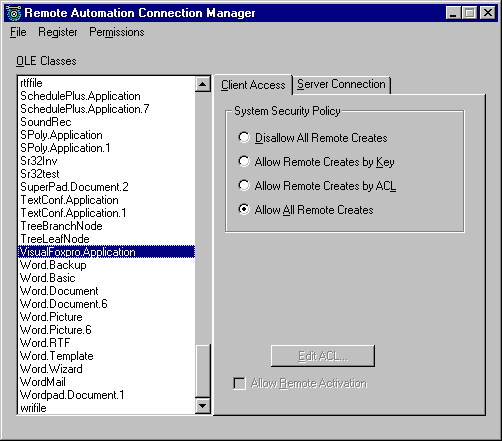 Remote Automation Connection Manager
File Register Permissions
OLE Classes
rtffile
SchedulePlus.Application
SchedulePlus.Application.7
SoundRec
SPoly.Application
SPoly.Application.1
Sr32Inv
Sr32test
SuperPad.Document.2
TextConf.Application
TextConf.Application.1
TreeBranchNode
TreeLeafNode
VisualFoxpro.Application
Word.Backup
Word.Basic
Word.Document
Word.Document.6
Word.Picture
Word.Picture.6
Word.RTF
Word.Template
Word.Wizard
WordMail
Wordpad.Document.1
wrifile
Client Access Server Connection
System Security Policy
Disallow All Remote Creates
Allow Remote Creates by Key
Allow Remote Creates by ACL
Allow All Remote Creates
Edit ACL...
Allow Remote Activation